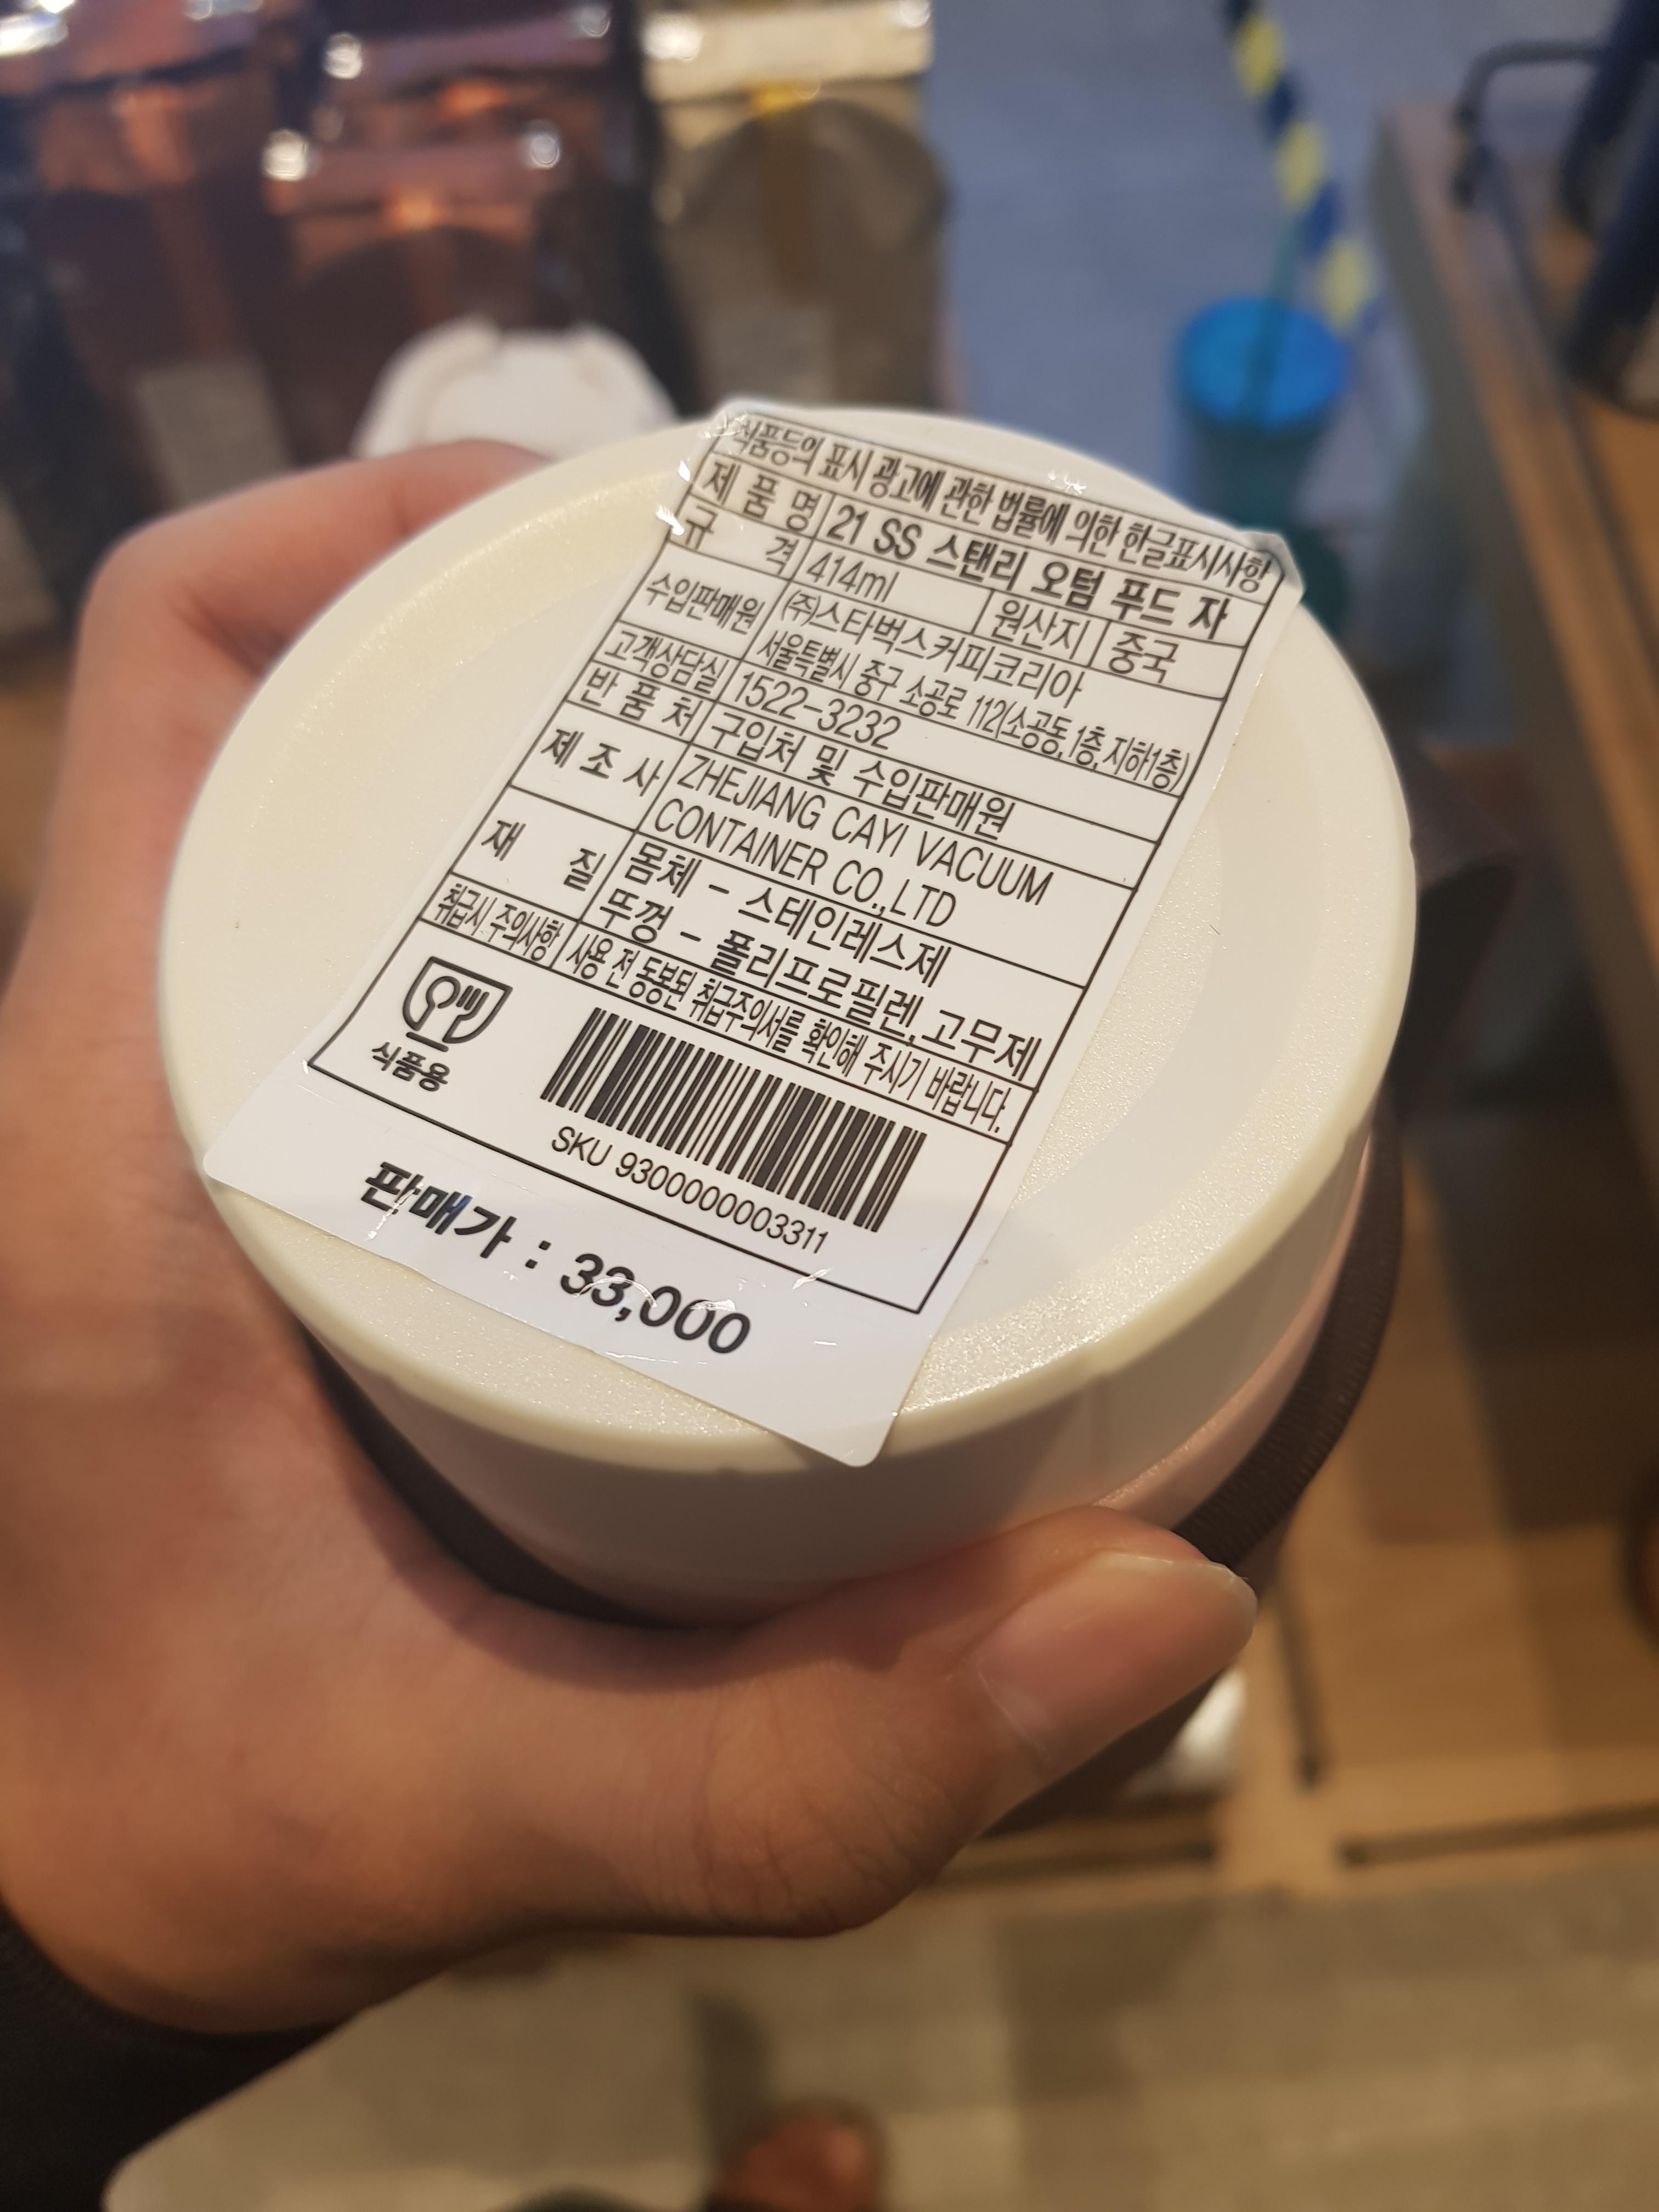 식품등의 표시 광고에 관한 법률에 의한 한글표시사항
제 품 명 21 SS 스탠리 오텀 푸드 자
규 격 414ml 원산지 중국
수입판매원 (주)스타벅스커피코리아
서울특별시 중구 소공로 112(소공동,1층,지하1층)
고객상담실 1522-3232
반 품 처 구입처 및 수입판매원
제 조 사 ZHEJIANG CAYI VACUUM
CONTAINER CO.,LTD
재 질 몸체 - 스테인레스제
뚜껑 - 폴리프로필렌,고무제
취급시 주의사항 사용 전 동봉된 취급주의서를 확인해 주시기 바랍니다.
식품용
SKU 9300000003311
판매가 : 33,000